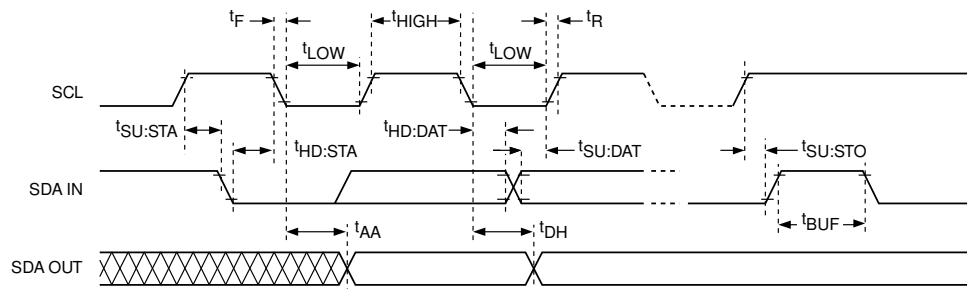 tF
tHIGH
tR
tLOW
tLOW
SCL
tSU:STA
tHD:STA
tHD:DAT
tSU:DAT
tSU:STO
SDA IN
tBUF
tAA
tDH
SDA OUT